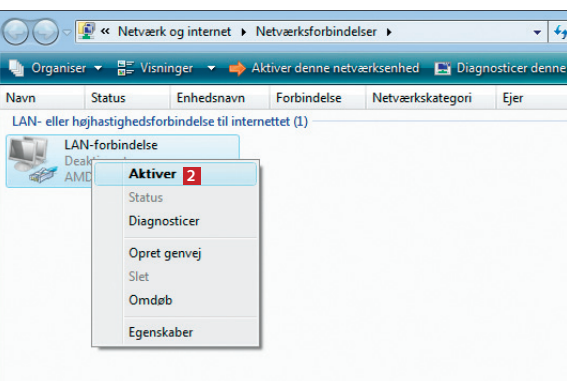 « Netværk og internet ▸ Netværksforbindelser ▸
Organiser Visninger Aktiver denne netværksenhed Diagnosticer denne
Navn Status Enhedsnavn Forbindelse Netværkskategori Ejer
LAN- eller højhastighedsforbindelse til internettet (1)
LAN-forbindelse
AMD
Aktiver 2
Status
Diagnosticer
Opret genvej
Slet
Omdøb
Egenskaber